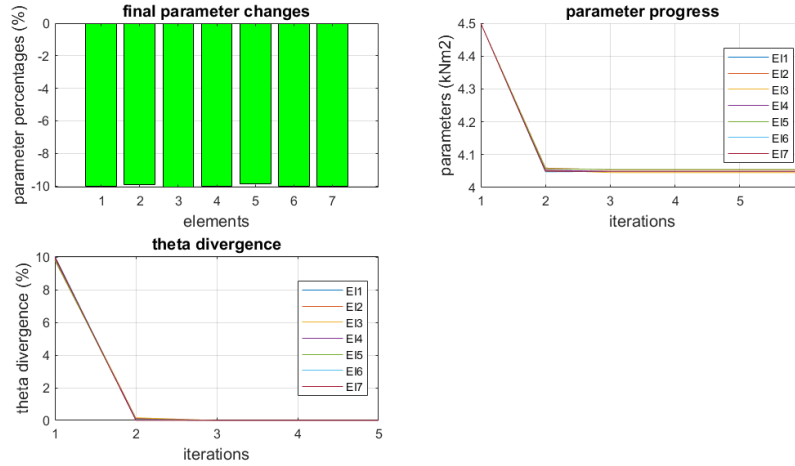 final parameter changes
parameter percentages (%)
0
-2
-4
-6
-8
-10
1 2 3 4 5 6 7
elements
parameter progress
parameters (kNm2)
4.5
4.4
4.3
4.2
4.1
4
1 2 3 4 5
iterations
EI1
EI2
EI3
EI4
EI5
EI6
EI7
theta divergence
theta divergence (%)
10
8
6
4
2
0
1 2 3 4 5
iterations
EI1
EI2
EI3
EI4
EI5
EI6
EI7